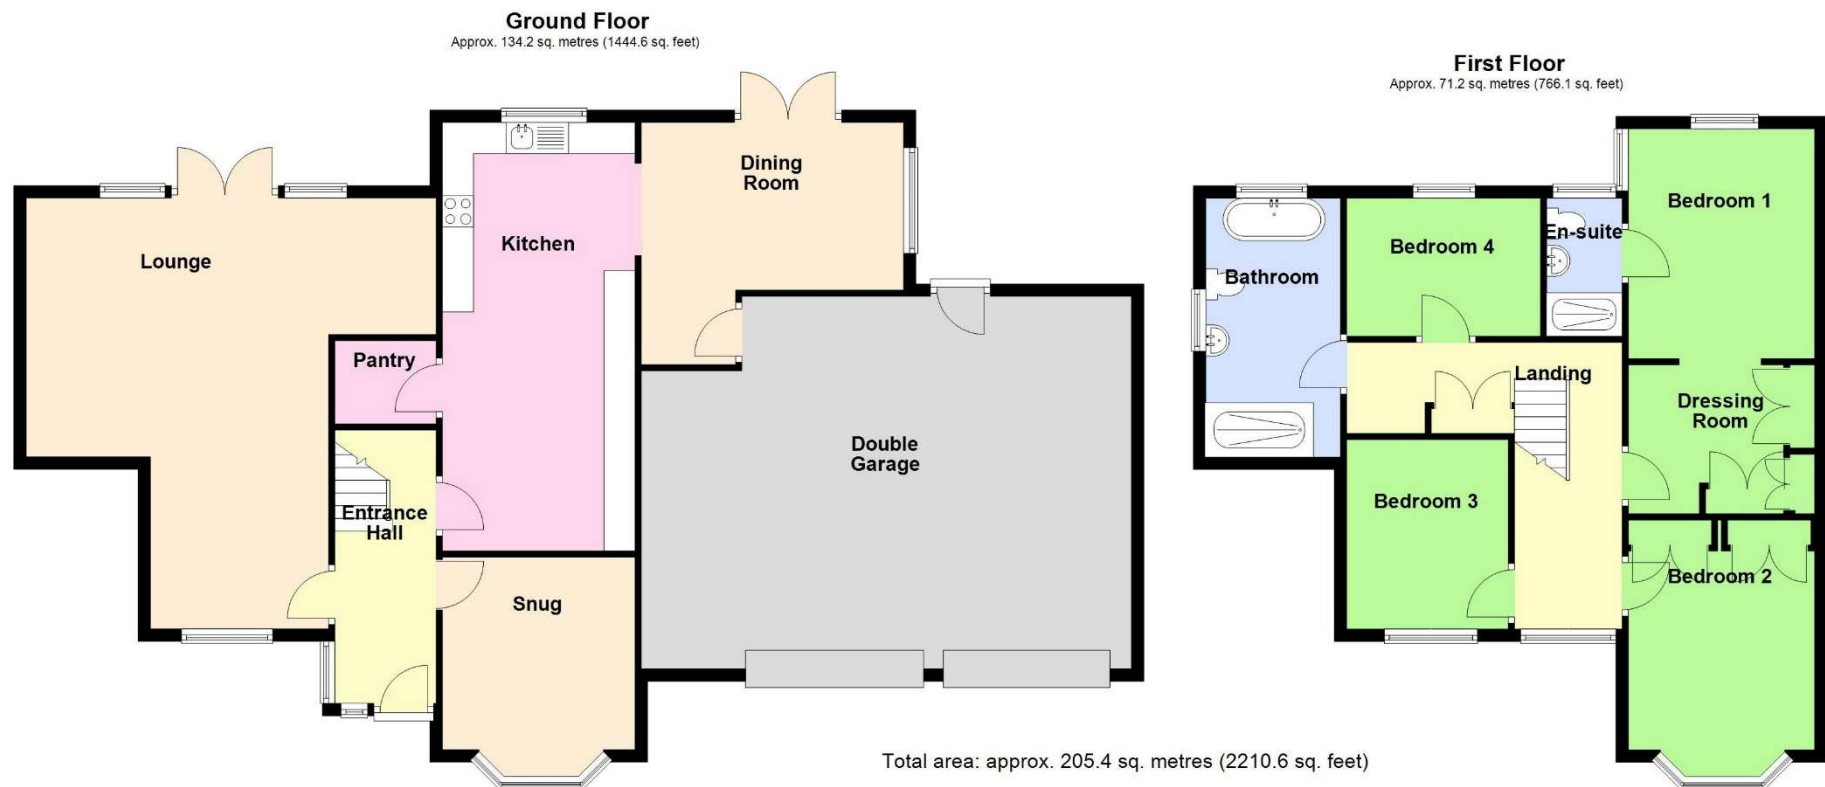 Ground Floor
Approx. 134.2 sq. metres (1444.6 sq. feet)
Lounge
Kitchen
Dining
Room
Pantry
Entrance
Hall
Snug
Double
Garage
First Floor
Approx. 71.2 sq. metres (766.1 sq. feet)
Bathroom
Bedroom 4
En-suite
Bedroom 1
Landing
Dressing
Room
Bedroom 3
Bedroom 2
Total area: approx. 205.4 sq. metres (2210.6 sq. feet)